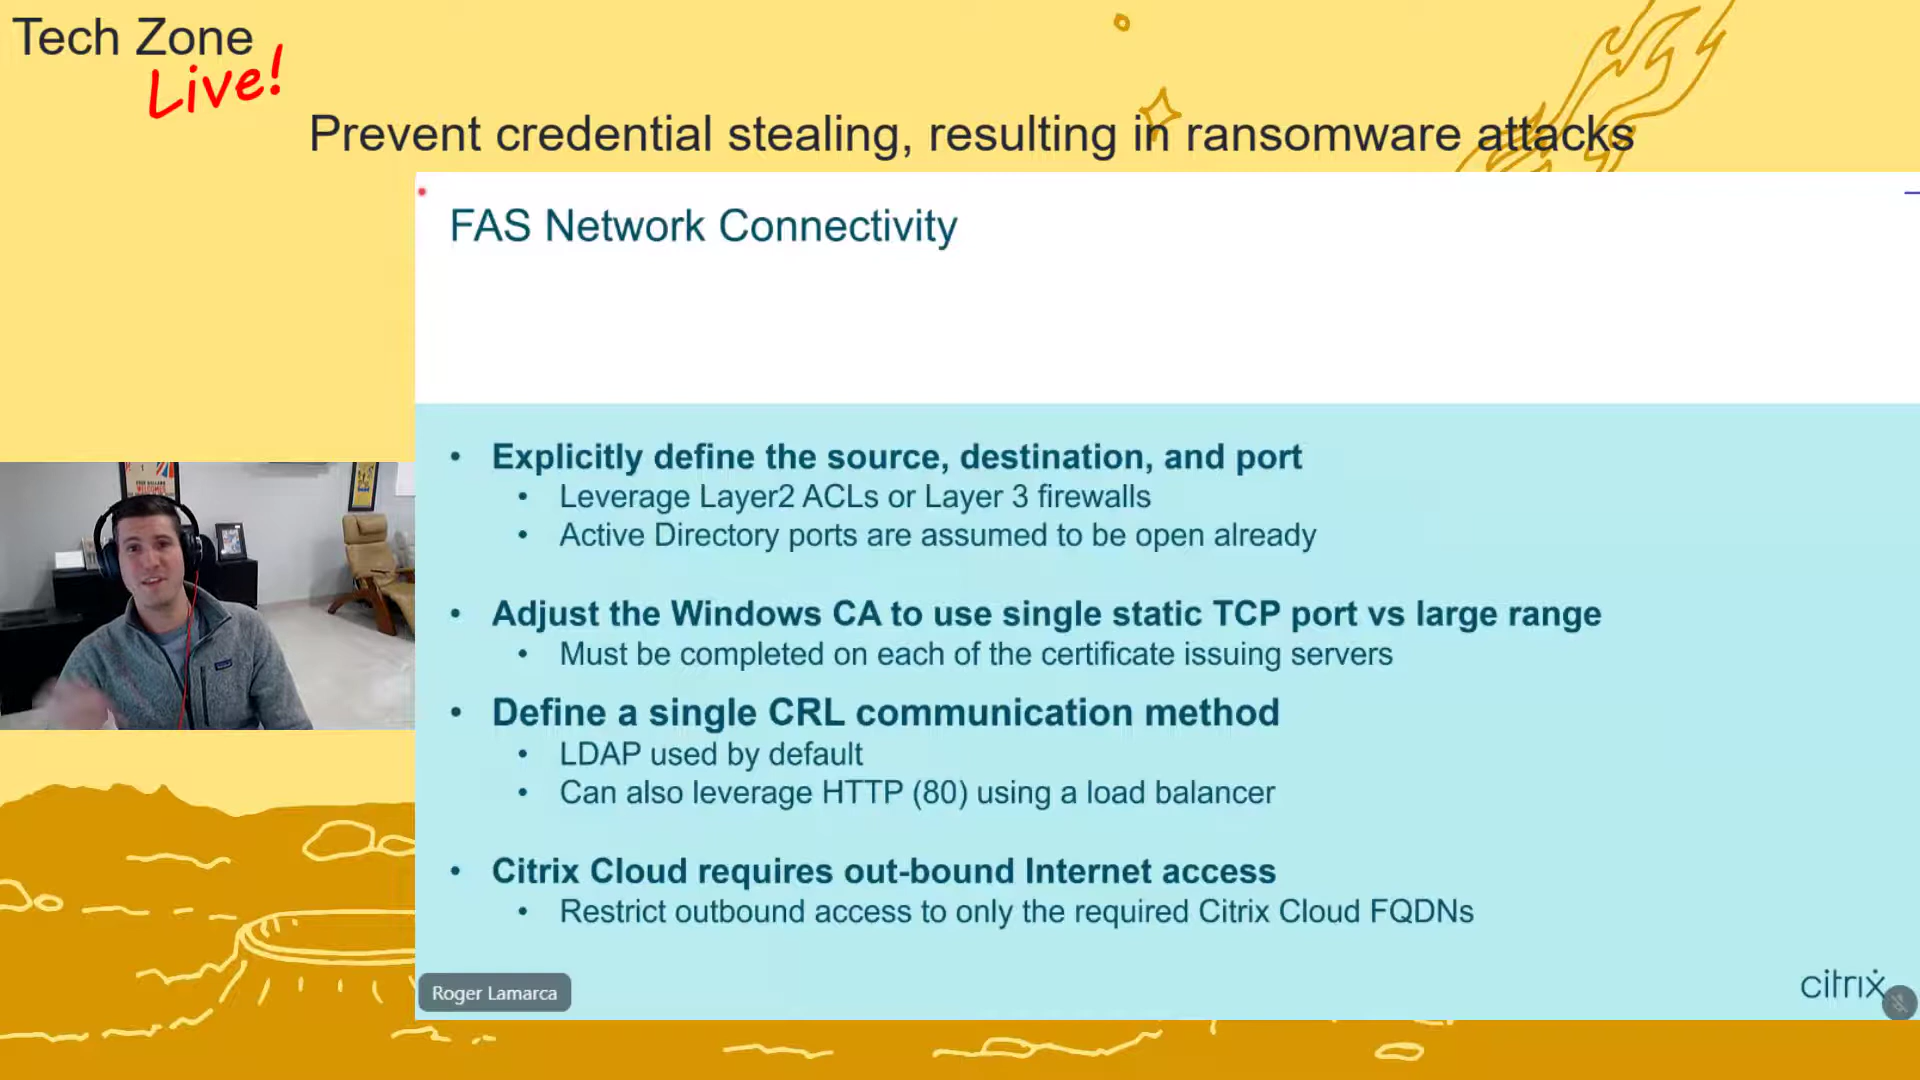 Tech Zone
Live!
Prevent credential stealing, resulting in ransomware attacks
FAS Network Connectivity
• Explicitly define the source, destination, and port
• Leverage Layer2 ACLs or Layer 3 firewalls
• Active Directory ports are assumed to be open already
• Adjust the Windows CA to use single static TCP port vs large range
• Must be completed on each of the certificate issuing servers
• Define a single CRL communication method
• LDAP used by default
• Can also leverage HTTP (80) using a load balancer
• Citrix Cloud requires out-bound Internet access
• Restrict outbound access to only the required Citrix Cloud FQDNs
Roger Lamarca
citrix